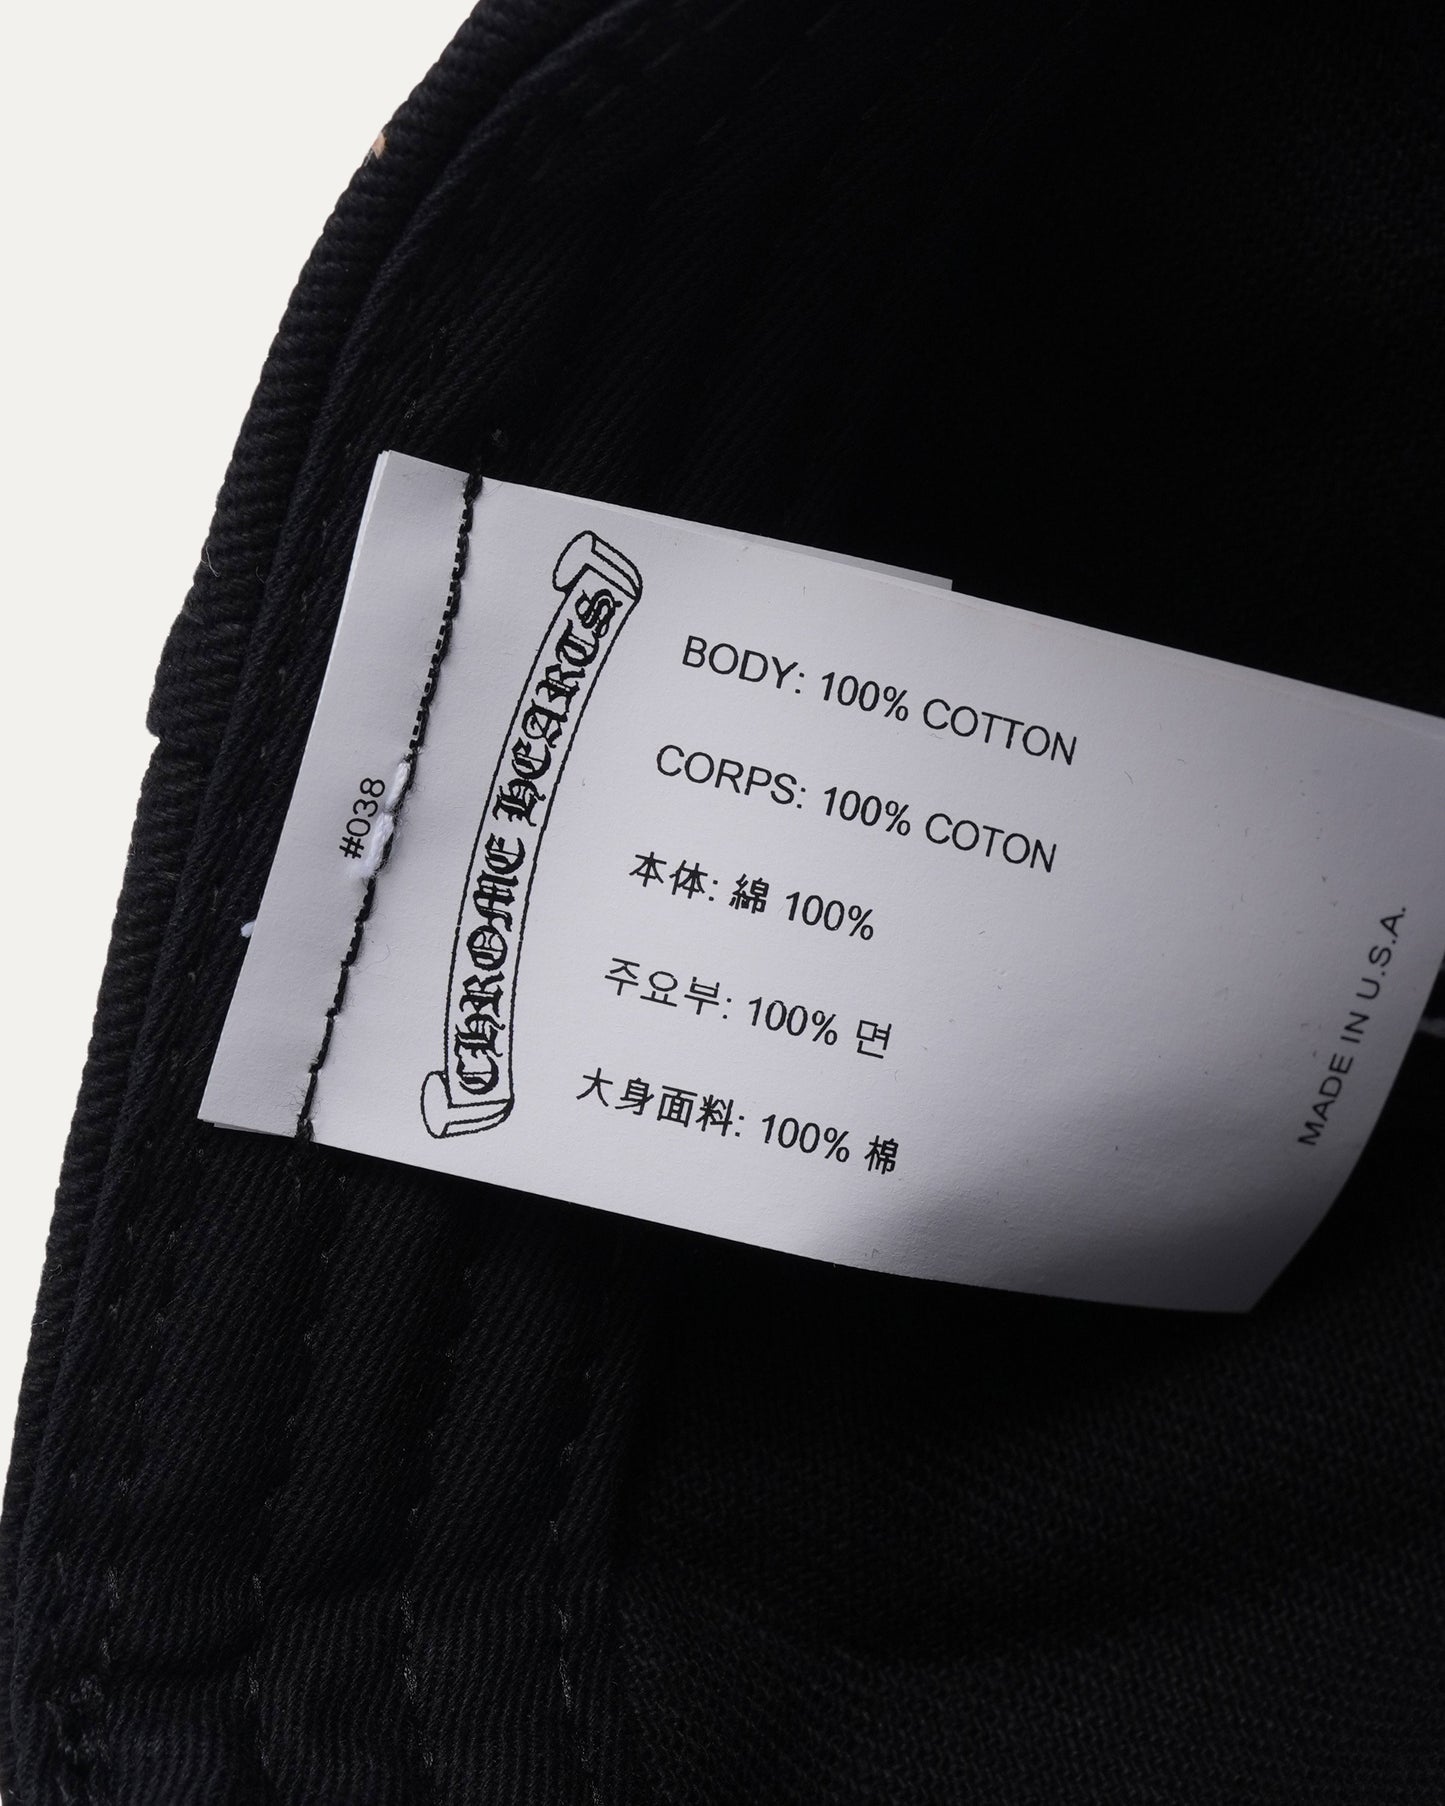 #038
CHROME HEARTS
BODY: 100% COTTON
CORPS: 100% COTON
本体: 綿 100%
주요부: 100% 면
大身面料: 100% 棉
MADE IN U.S.A.